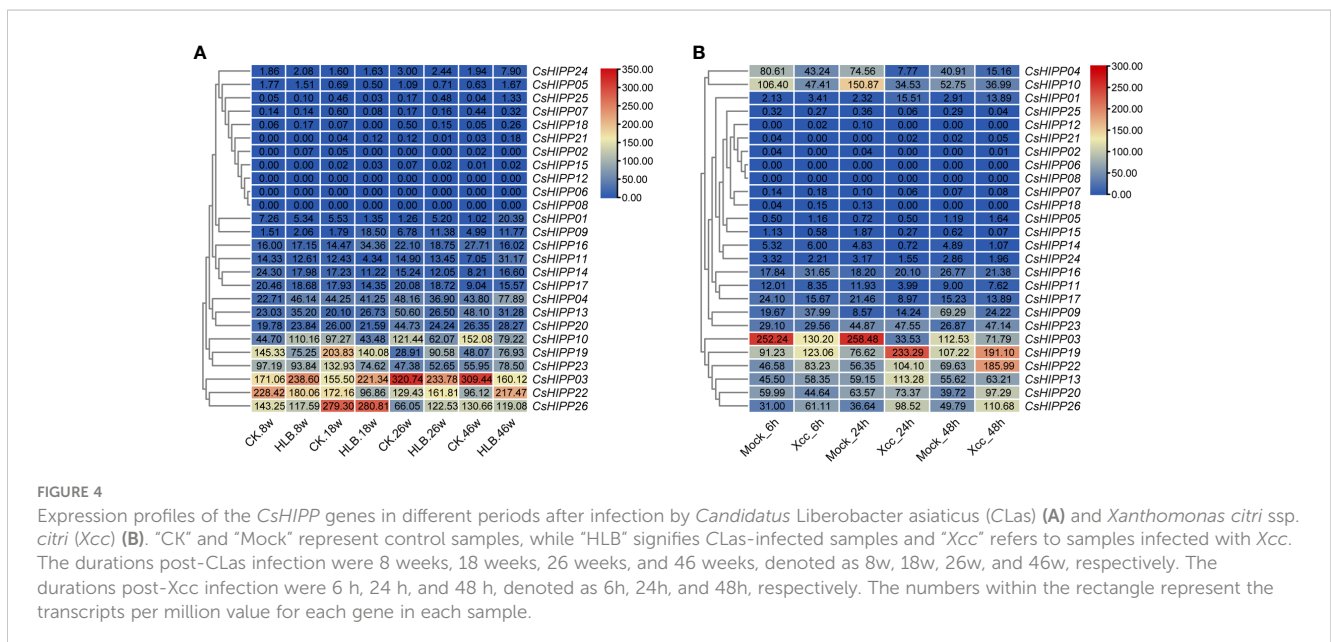 A
1.86 2.08 1.60 1.63 3.00 2.44 1.94 7.90 CsHIPP24
1.77 1.51 0.69 0.50 1.09 0.71 0.63 1.67 CsHIPP05
0.05 0.10 0.46 0.03 0.17 0.48 0.04 1.33 CsHIPP25
0.14 0.14 0.60 0.08 0.17 0.16 0.44 0.32 CsHIPP07
0.06 0.17 0.07 0.00 0.50 0.15 0.05 0.26 CsHIPP18
0.00 0.00 0.04 0.12 0.12 0.01 0.03 0.18 CsHIPP21
0.00 0.07 0.05 0.00 0.00 0.02 0.00 0.02 CsHIPP02
0.00 0.00 0.02 0.03 0.07 0.02 0.01 0.02 CsHIPP15
0.00 0.00 0.00 0.00 0.00 0.00 0.00 0.00 CsHIPP12
0.00 0.00 0.00 0.00 0.00 0.00 0.00 0.00 CsHIPP06
0.00 0.00 0.00 0.00 0.00 0.00 0.00 0.00 CsHIPP08
7.26 5.34 5.53 1.35 1.26 5.20 1.02 20.39 CsHIPP01
1.51 2.06 1.79 18.50 6.78 11.38 4.99 11.77 CsHIPP09
16.00 17.15 14.47 34.36 22.10 18.75 27.71 16.02 CsHIPP16
14.33 12.61 12.43 4.34 14.90 13.45 7.05 31.17 CsHIPP11
24.30 17.98 17.23 11.22 15.24 12.05 8.21 16.60 CsHIPP14
20.46 18.68 17.93 14.35 20.08 18.72 9.04 15.57 CsHIPP17
22.71 46.14 44.25 41.25 48.16 36.90 43.80 77.89 CsHIPP04
23.03 35.20 20.10 26.73 50.60 26.50 48.10 31.28 CsHIPP13
19.78 23.84 26.00 21.59 44.73 24.24 26.35 28.27 CsHIPP20
44.70 110.16 97.27 43.32 121.44 62.07 152.08 79.22 CsHIPP10
145.33 75.25 203.83 140.08 28.91 90.58 48.07 76.93 CsHIPP19
97.19 93.84 132.93 74.62 47.38 52.65 55.95 78.50 CsHIPP23
171.06 238.60 155.50 221.34 320.74 233.78 309.44 160.12 CsHIPP03
228.42 180.06 172.16 96.86 129.43 161.81 96.12 217.47 CsHIPP22
143.25 117.59 279.30 280.81 66.05 122.53 130.66 119.08 CsHIPP26
CK.8w HLB.8w CK.18w HLB.18w CK.26w HLB.26w CK.46w HLB.46w
350.00
300.00
250.00
200.00
150.00
100.00
50.00
0.00
B
80.61 43.24 74.56 7.77 40.91 15.16 CsHIPP04
106.40 47.41 150.87 34.53 52.75 36.99 CsHIPP10
2.13 3.41 2.32 15.51 2.91 13.89 CsHIPP01
0.32 0.27 0.36 0.06 0.29 0.04 CsHIPP25
0.00 0.02 0.10 0.00 0.00 0.00 CsHIPP12
0.04 0.00 0.00 0.02 0.02 0.05 CsHIPP21
0.04 0.00 0.04 0.00 0.00 0.01 CsHIPP02
0.00 0.00 0.00 0.00 0.00 0.00 CsHIPP06
0.00 0.00 0.00 0.00 0.00 0.00 CsHIPP08
0.14 0.18 0.10 0.06 0.07 0.08 CsHIPP07
0.04 0.15 0.13 0.00 0.00 0.00 CsHIPP18
0.50 1.16 0.72 0.50 1.19 1.64 CsHIPP05
1.13 0.58 1.87 0.27 0.62 0.07 CsHIPP15
5.32 6.00 4.83 0.72 4.89 1.07 CsHIPP14
3.32 2.21 3.17 1.55 2.86 1.96 CsHIPP24
17.84 31.65 18.20 20.10 26.77 21.38 CsHIPP16
12.01 8.35 11.93 3.99 9.00 7.62 CsHIPP11
24.10 15.67 21.46 8.97 15.23 13.89 CsHIPP17
19.67 37.99 8.57 14.24 69.29 24.22 CsHIPP09
29.10 29.56 44.87 47.55 26.87 47.14 CsHIPP23
252.24 130.20 258.48 33.53 112.53 71.79 CsHIPP03
91.23 123.06 76.62 233.29 107.22 191.10 CsHIPP19
46.58 83.23 56.35 104.10 69.63 185.99 CsHIPP22
45.50 58.35 59.15 113.28 55.62 63.21 CsHIPP13
59.99 44.64 63.57 73.37 39.72 97.29 CsHIPP20
31.00 61.11 36.64 98.52 49.79 110.68 CsHIPP26
Mock_6h Xcc_6h Mock_24h Xcc_24h Mock_48h Xcc_48h
300.00
250.00
200.00
150.00
100.00
50.00
0.00
FIGURE 4
Expression profiles of the CsHIPP genes in different periods after infection by Candidatus Liberobacter asiaticus (CLas) (A) and Xanthomonas citri ssp.
citri (Xcc) (B). "CK" and "Mock" represent control samples, while "HLB" signifies CLas-infected samples and "Xcc" refers to samples infected with Xcc.
The durations post-CLas infection were 8 weeks, 18 weeks, 26 weeks, and 46 weeks, denoted as 8w, 18w, 26w, and 46w, respectively. The
durations post-Xcc infection were 6 h, 24 h, and 48 h, denoted as 6h, 24h, and 48h, respectively. The numbers within the rectangle represent the
transcripts per million value for each gene in each sample.